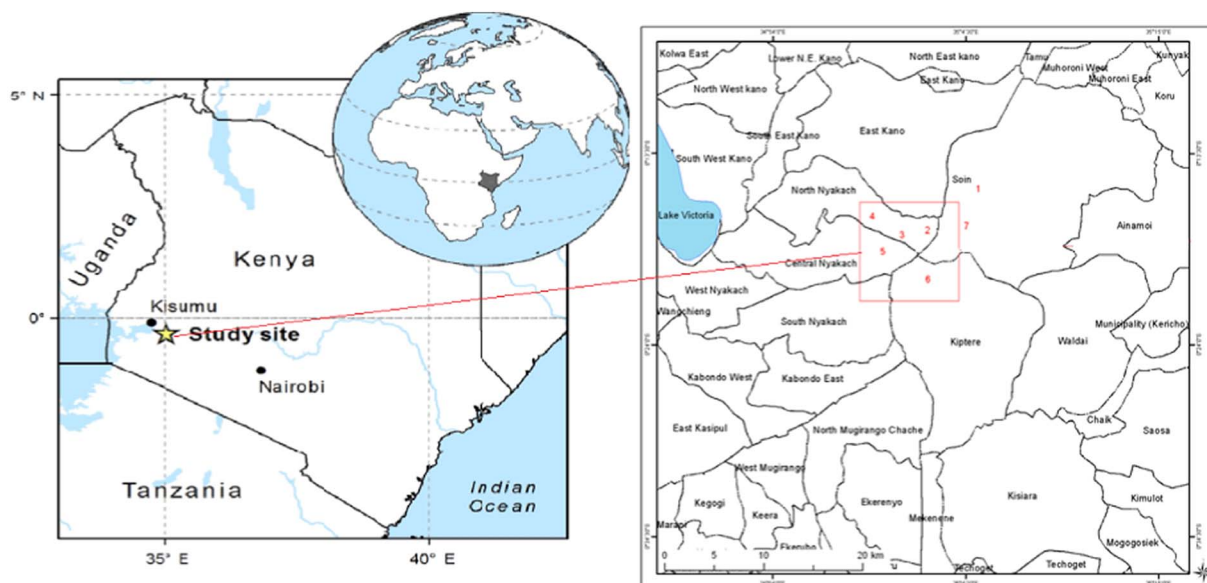 5° N
Uganda
Kenya
Kisumu
0°
Study site
Nairobi
Tanzania
Indian
Ocean
35° E
40° E
Kolwa East
Lower N.E. Kano
North East kano
Tamu
Muhoroni West
Kunyak
Muhoroni East
East Kano
North West kano
Koru
South East Kano
East Kano
South West Kano
Soin
1
North Nyakach
Lake Victoria
4
3
2
7
Ainamoi
5
Central Nyakach
6
West Nyakach
Wangchieng
South Nyakach
Municipality (Kericho)
Kiptere
Waldai
Kabondo West
Kabondo East
Chaik
East Kasipul
North Mugirango Chache
Saosa
West Mugirango
Kegogi
Keera
Ekerenyo
Kisiara
Kimulot
Mekenene
Mogogosiek
0
5
10
20 km
Techoget
Techoget